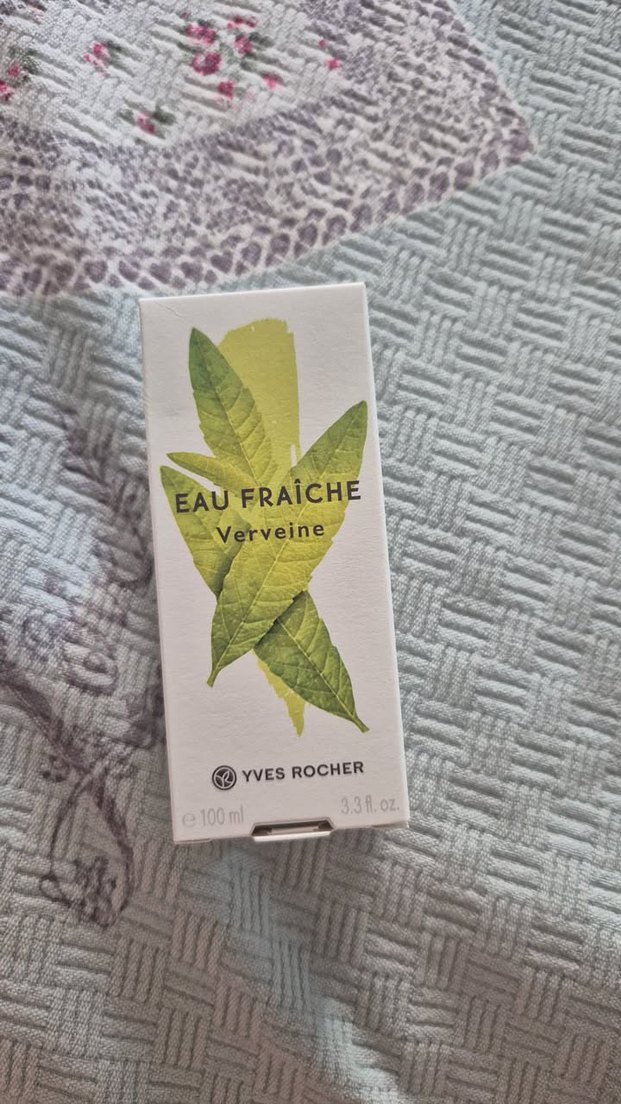 EAU FRAÎCHE
Verveine
YVES ROCHER
℮ 100 ml 3.3 fl. oz.